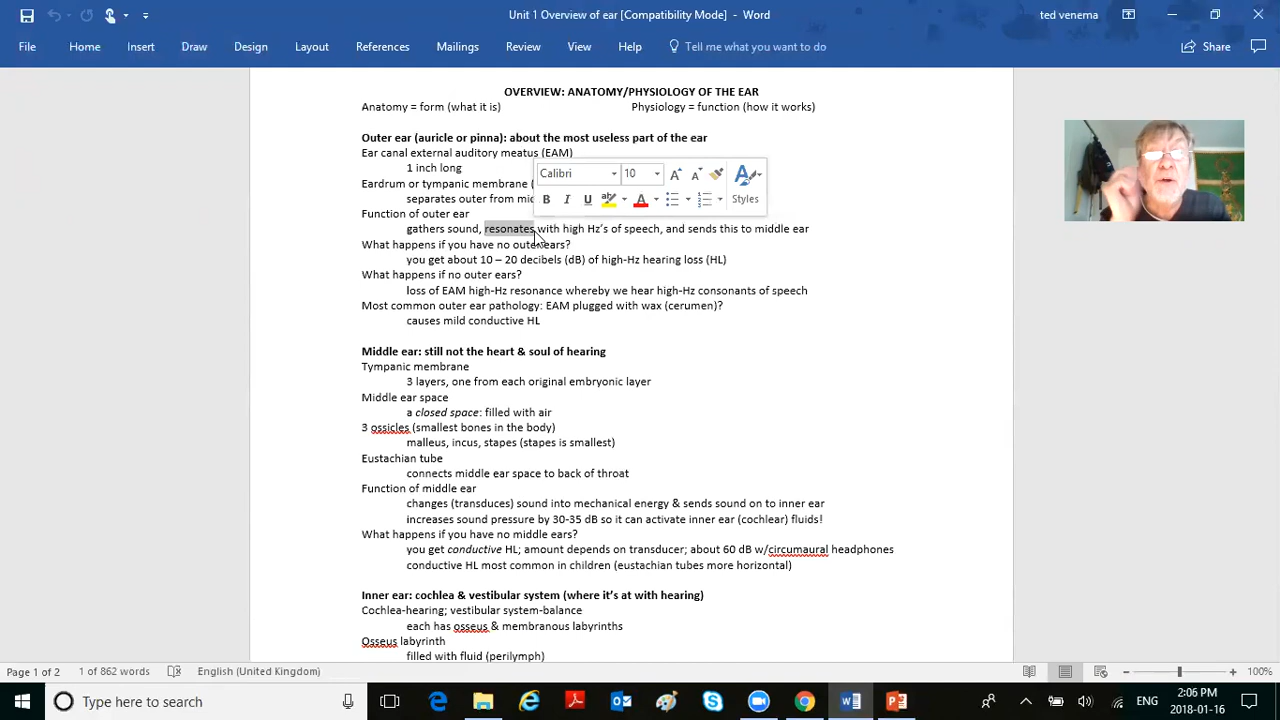 Unit 1 Overview of ear [Compatibility Mode] - Word
ted venema
File Home Insert Draw Design Layout References Mailings Review View Help Tell me what you want to do Share
OVERVIEW: ANATOMY/PHYSIOLOGY OF THE EAR
Anatomy = form (what it is) Physiology = function (how it works)
Outer ear (auricle or pinna): about the most useless part of the ear
Ear canal external auditory meatus (EAM)
1 inch long
Eardrum or tympanic membrane (
separates outer from mid
Function of outer ear
gathers sound, resonates with high Hz's of speech, and sends this to middle ear
What happens if you have no outer ears?
you get about 10 – 20 decibels (dB) of high-Hz hearing loss (HL)
What happens if no outer ears?
loss of EAM high-Hz resonance whereby we hear high-Hz consonants of speech
Most common outer ear pathology: EAM plugged with wax (cerumen)?
causes mild conductive HL
Calibri 10
B I U ab A Styles
Middle ear: still not the heart & soul of hearing
Tympanic membrane
3 layers, one from each original embryonic layer
Middle ear space
a closed space: filled with air
3 ossicles (smallest bones in the body)
malleus, incus, stapes (stapes is smallest)
Eustachian tube
connects middle ear space to back of throat
Function of middle ear
changes (transduces) sound into mechanical energy & sends sound on to inner ear
increases sound pressure by 30-35 dB so it can activate inner ear (cochlear) fluids!
What happens if you have no middle ears?
you get conductive HL; amount depends on transducer; about 60 dB w/circumaural headphones
conductive HL most common in children (eustachian tubes more horizontal)
Inner ear: cochlea & vestibular system (where it's at with hearing)
Cochlea-hearing; vestibular system-balance
each has osseus & membranous labyrinths
Osseus labyrinth
filled with fluid (perilymph)
Page 1 of 2 1 of 862 words English (United Kingdom) 100%
Type here to search
ENG
2:06 PM
2018-01-16